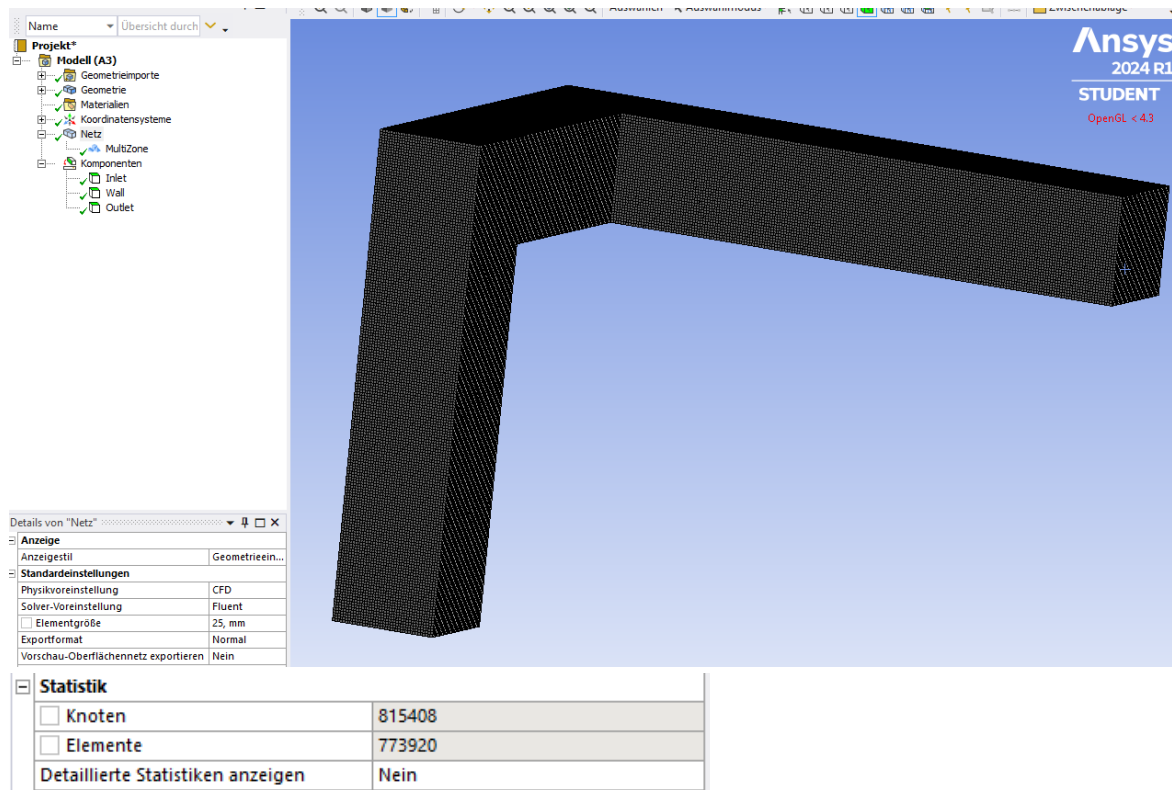 Name Übersicht durch
Projekt*
Modell (A3)
Geometrieimporte
Geometrie
Materialien
Koordinatensysteme
Netz
MultiZone
Komponenten
Inlet
Wall
Outlet
Ansys
2024 R1
STUDENT
OpenGL < 4.3
Details von "Netz"
Anzeige
Anzeigestil Geometrieein...
Standardeinstellungen
Physikvoreinstellung CFD
Solver-Voreinstellung Fluent
Elementgröße 25, mm
Exportformat Normal
Vorschau-Oberflächennetz exportieren Nein
Statistik
Knoten 815408
Elemente 773920
Detaillierte Statistiken anzeigen Nein